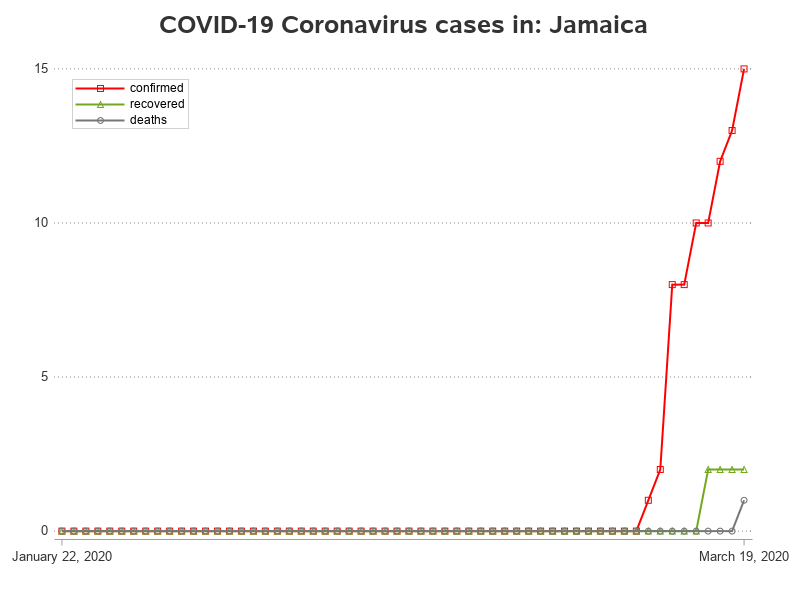 COVID-19 Coronavirus cases in: Jamaica
15
confirmed
recovered
deaths
10
5
0
January 22, 2020
March 19, 2020